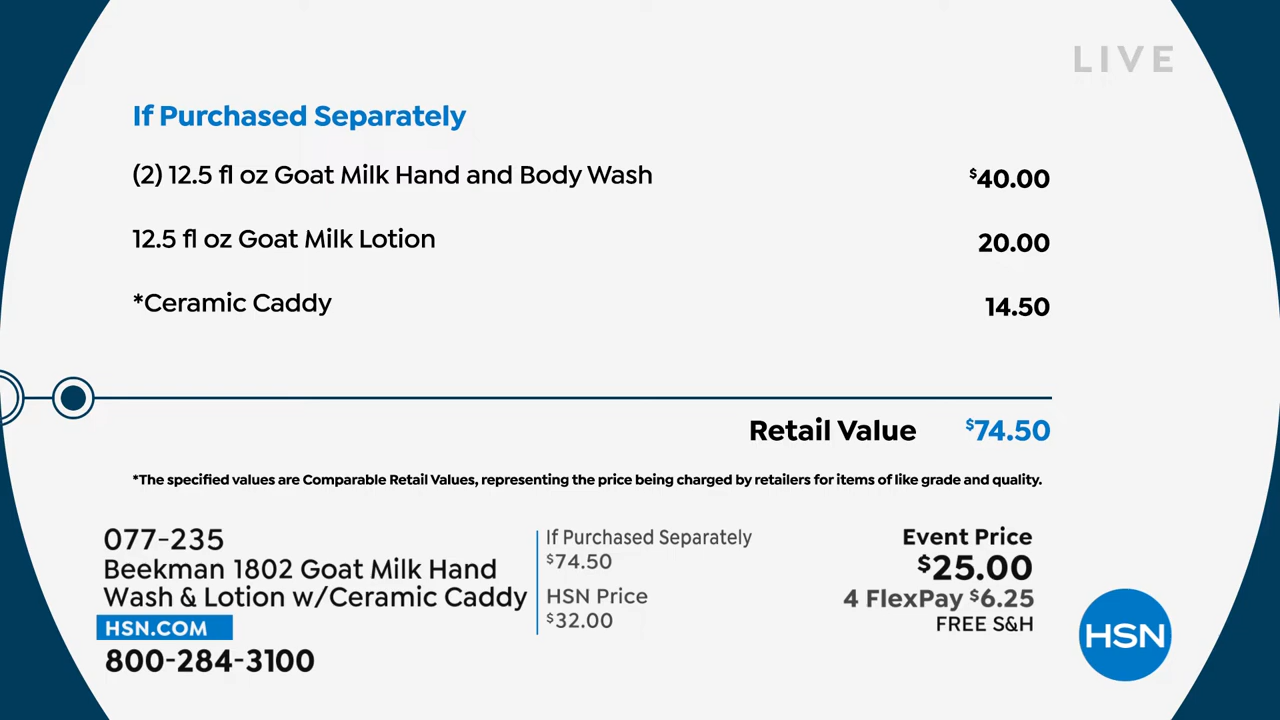 LIVE
If Purchased Separately
(2) 12.5 fl oz Goat Milk Hand and Body Wash $40.00
12.5 fl oz Goat Milk Lotion 20.00
*Ceramic Caddy 14.50
Retail Value $74.50
*The specified values are Comparable Retail Values, representing the price being charged by retailers for items of like grade and quality.
077-235
Beekman 1802 Goat Milk Hand
Wash & Lotion w/Ceramic Caddy
HSN.COM
800-284-3100
If Purchased Separately
$74.50
HSN Price
$32.00
Event Price
$25.00
4 FlexPay $6.25
FREE S&H
HSN